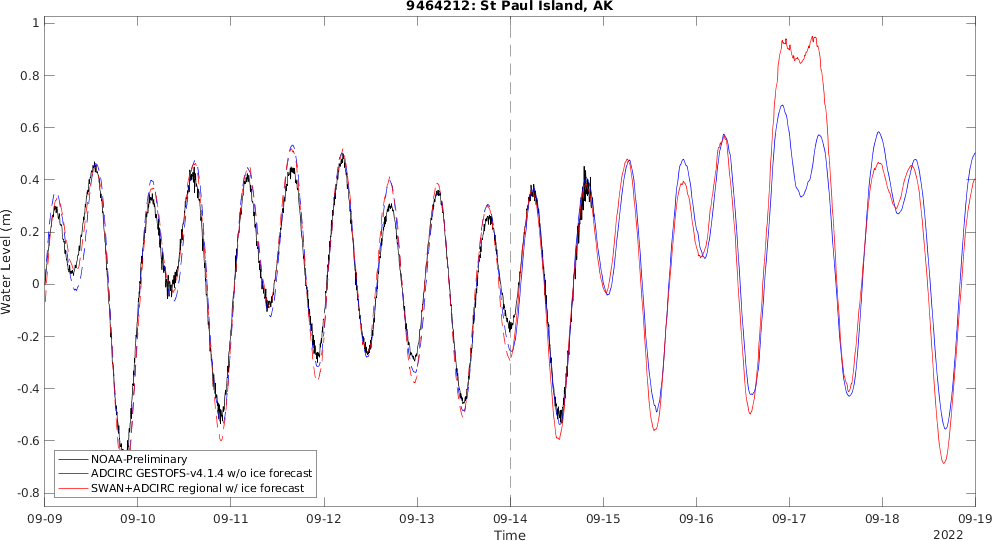 9464212: St Paul Island, AK
1
0.8
0.6
0.4
0.2
0
-0.2
-0.4
-0.6
-0.8
Water Level (m)
NOAA-Preliminary
ADCIRC GESTOFS-v4.1.4 w/o ice forecast
SWAN+ADCIRC regional w/ ice forecast
09-09 09-10 09-11 09-12 09-13 09-14 09-15 09-16 09-17 09-18 09-19
Time
2022